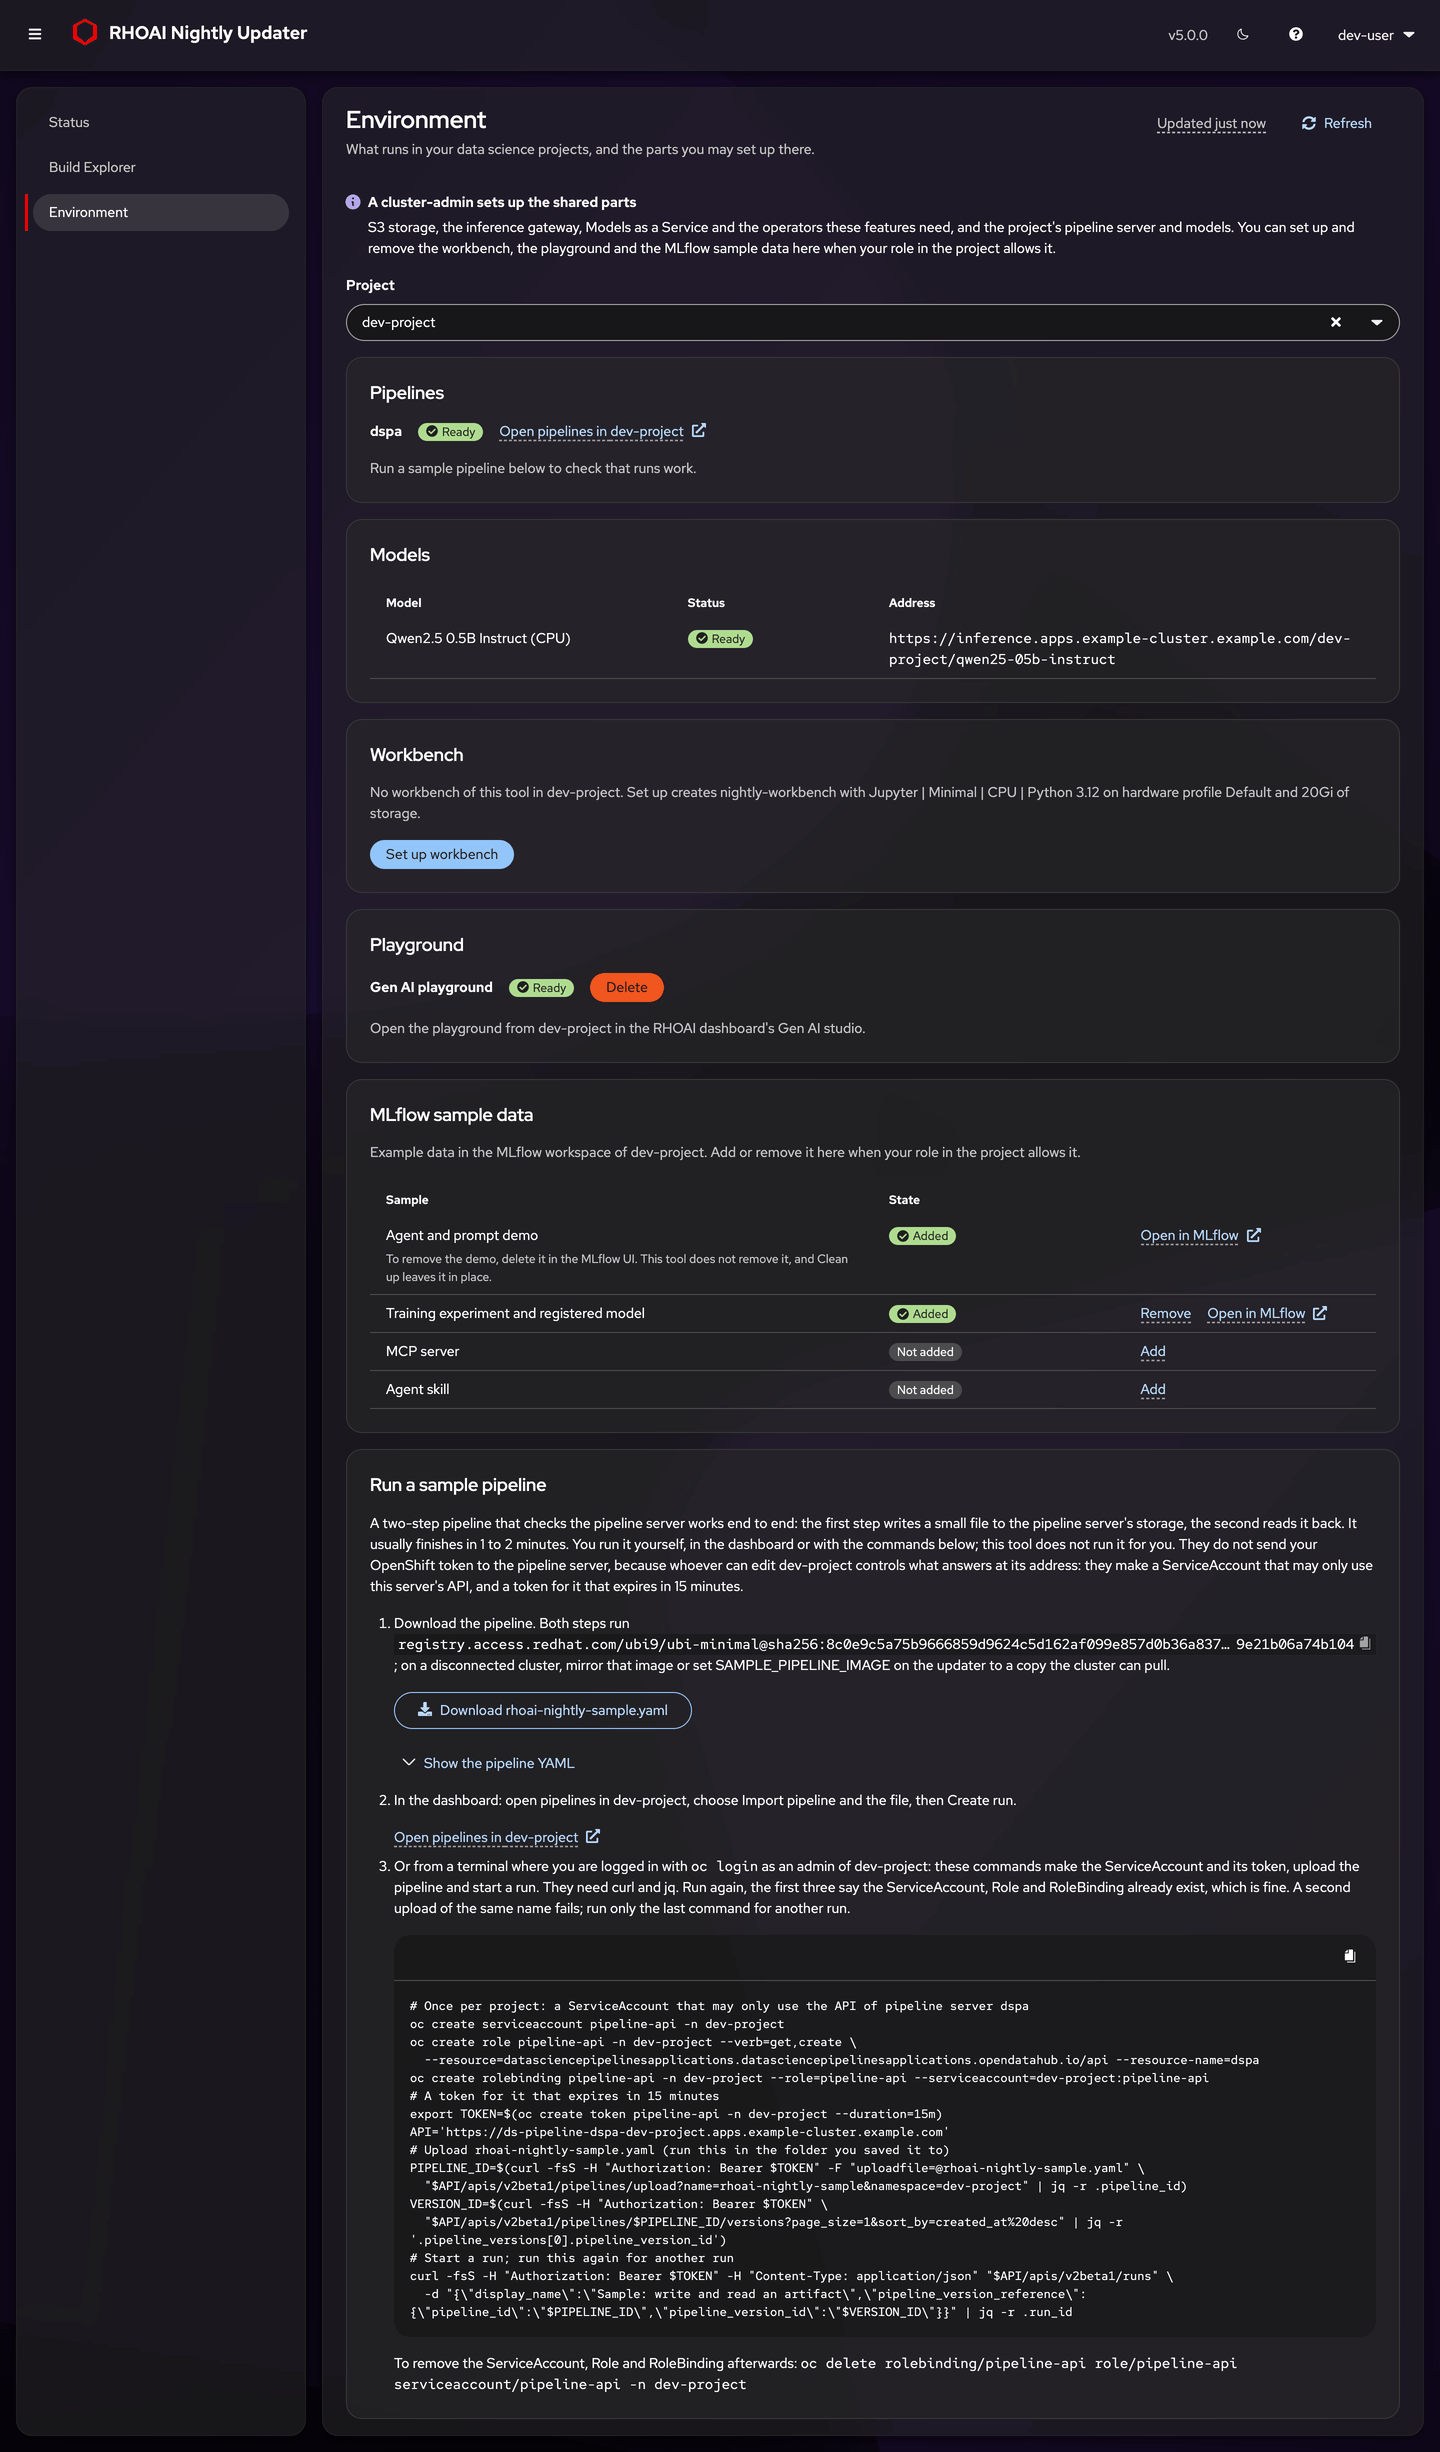 RHOAI Nightly Updater
v5.0.0
dev-user
Status
Build Explorer
Environment
Environment
Updated just now
Refresh
What runs in your data science projects, and the parts you may set up there.
A cluster-admin sets up the shared parts
S3 storage, the inference gateway, Models as a Service and the operators these features need, and the project's pipeline server and models. You can set up and
remove the workbench, the playground and the MLflow sample data here when your role in the project allows it.
Project
dev-project
Pipelines
dspa Ready Open pipelines in dev-project
Run a sample pipeline below to check that runs work.
Models
Model Status Address
Qwen2.5 0.5B Instruct (CPU) Ready https://inference.apps.example-cluster.example.com/dev-
project/qwen25-05b-instruct
Workbench
No workbench of this tool in dev-project. Set up creates nightly-workbench with Jupyter | Minimal | CPU | Python 3.12 on hardware profile Default and 20Gi of
storage.
Set up workbench
Playground
Gen AI playground Ready Delete
Open the playground from dev-project in the RHOAI dashboard's Gen AI studio.
MLflow sample data
Example data in the MLflow workspace of dev-project. Add or remove it here when your role in the project allows it.
Sample State
Agent and prompt demo Added Open in MLflow
To remove the demo, delete it in the MLflow UI. This tool does not remove it, and Clean
up leaves it in place.
Training experiment and registered model Added Remove Open in MLflow
MCP server Not added Add
Agent skill Not added Add
Run a sample pipeline
A two-step pipeline that checks the pipeline server works end to end: the first step writes a small file to the pipeline server's storage, the second reads it back. It
usually finishes in 1 to 2 minutes. You run it yourself, in the dashboard or with the commands below; this tool does not run it for you. They do not send your
OpenShift token to the pipeline server, because whoever can edit dev-project controls what answers at its address: they make a ServiceAccount that may only use
this server's API, and a token for it that expires in 15 minutes.
1. Download the pipeline. Both steps run
registry.access.redhat.com/ubi9/ubi-minimal@sha256:8c0e9c5a75b9666859d9624c5d162af099e857d0b36a837… 9e21b06a74b104
; on a disconnected cluster, mirror that image or set SAMPLE_PIPELINE_IMAGE on the updater to a copy the cluster can pull.
Download rhoai-nightly-sample.yaml
Show the pipeline YAML
2. In the dashboard: open pipelines in dev-project, choose Import pipeline and the file, then Create run.
Open pipelines in dev-project
3. Or from a terminal where you are logged in with oc login as an admin of dev-project: these commands make the ServiceAccount and its token, upload the
pipeline and start a run. They need curl and jq. Run again, the first three say the ServiceAccount, Role and RoleBinding already exist, which is fine. A second
upload of the same name fails; run only the last command for another run.
# Once per project: a ServiceAccount that may only use the API of pipeline server dspa
oc create serviceaccount pipeline-api -n dev-project
oc create role pipeline-api -n dev-project --verb=get,create \
--resource=datasciencepipelinesapplications.datasciencepipelinesapplications.opendatahub.io/api --resource-name=dspa
oc create rolebinding pipeline-api -n dev-project --role=pipeline-api --serviceaccount=dev-project:pipeline-api
# A token for it that expires in 15 minutes
export TOKEN=$(oc create token pipeline-api -n dev-project --duration=15m)
API='https://ds-pipeline-dspa-dev-project.apps.example-cluster.example.com'
# Upload rhoai-nightly-sample.yaml (run this in the folder you saved it to)
PIPELINE_ID=$(curl -fsS -H "Authorization: Bearer $TOKEN" -F "uploadfile=@rhoai-nightly-sample.yaml" \
"$API/apis/v2beta1/pipelines/upload?name=rhoai-nightly-sample&namespace=dev-project" | jq -r .pipeline_id)
VERSION_ID=$(curl -fsS -H "Authorization: Bearer $TOKEN" \
"$API/apis/v2beta1/pipelines/$PIPELINE_ID/versions?page_size=1&sort_by=created_at%20desc" | jq -r
'.pipeline_versions[0].pipeline_version_id')
# Start a run; run this again for another run
curl -fsS -H "Authorization: Bearer $TOKEN" -H "Content-Type: application/json" "$API/apis/v2beta1/runs" \
-d "{\"display_name\":\"Sample: write and read an artifact\",\"pipeline_version_reference\":
{\"pipeline_id\":\"$PIPELINE_ID\",\"pipeline_version_id\":\"$VERSION_ID\"}}" | jq -r .run_id
To remove the ServiceAccount, Role and RoleBinding afterwards: oc delete rolebinding/pipeline-api role/pipeline-api
serviceaccount/pipeline-api -n dev-project